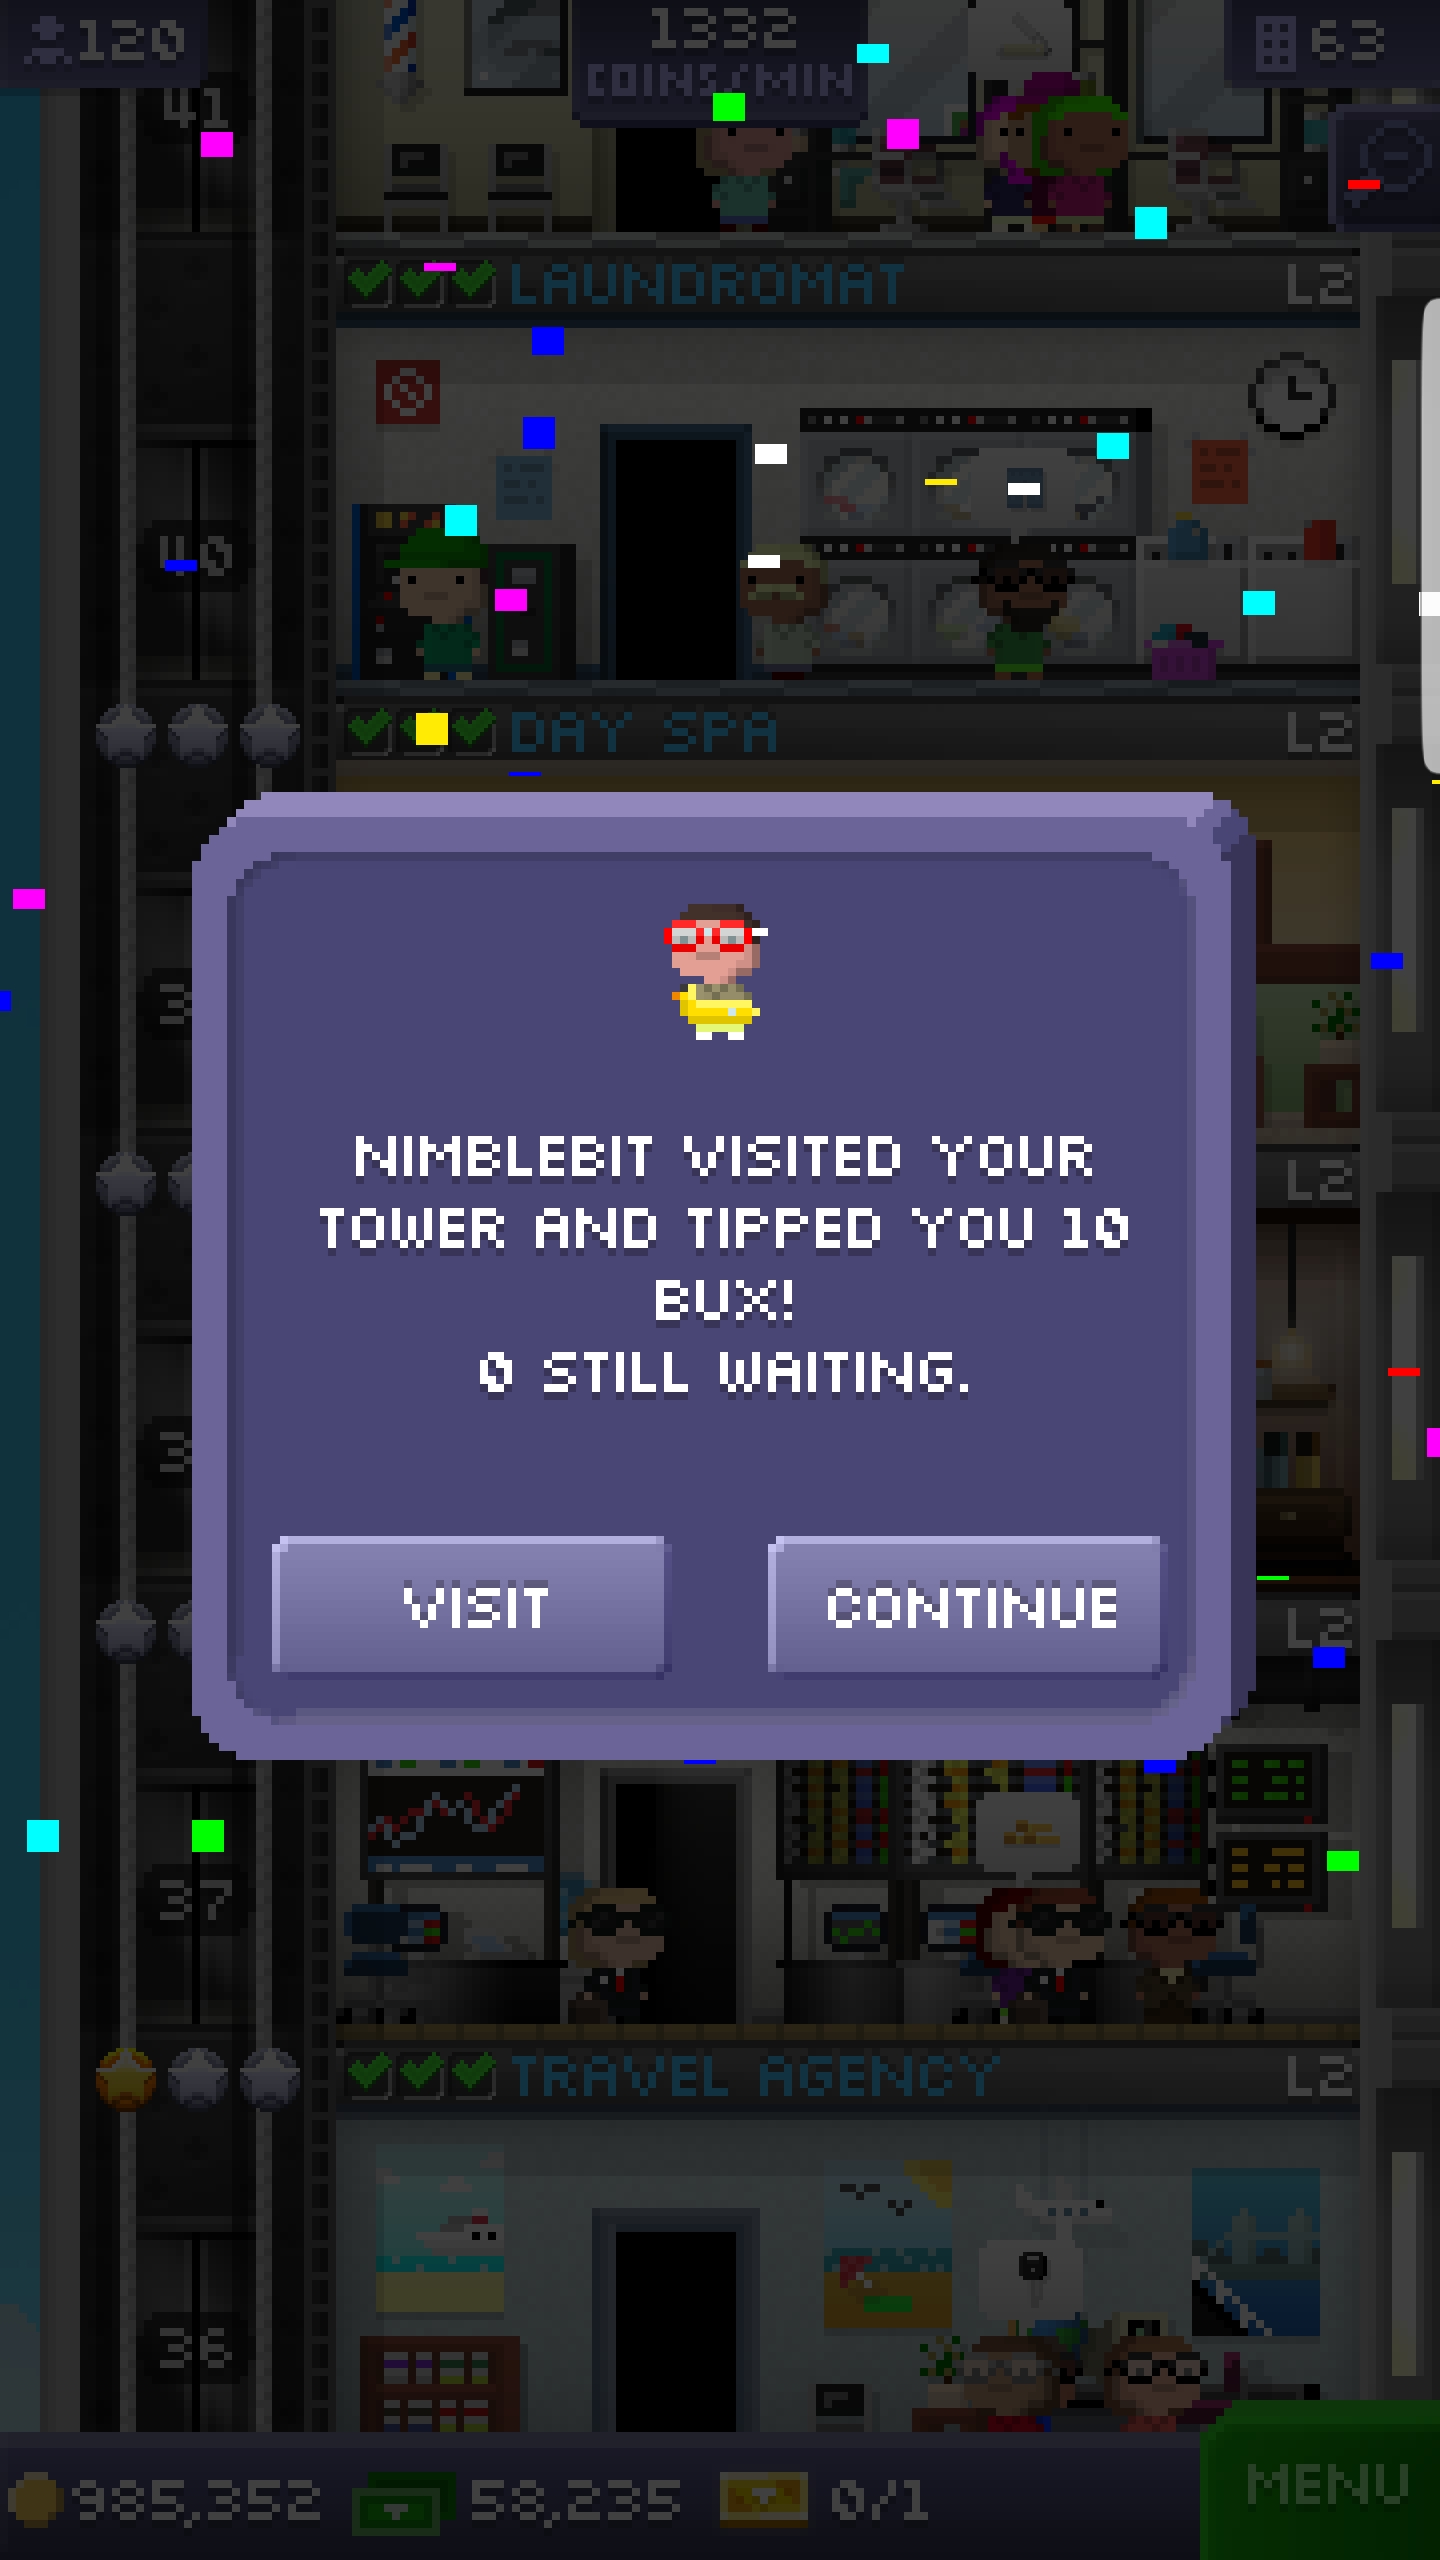 120
1332
COINS/MIN
63
41
LAUNDROMAT L2
40
DAY SPA L2
NIMBLEBIT VISITED YOUR
TOWER AND TIPPED YOU 10
BUX!
0 STILL WAITING.
VISIT CONTINUE
L2
L2
37
TRAVEL AGENCY L2
36
985,352 58,235 0/1 MENU